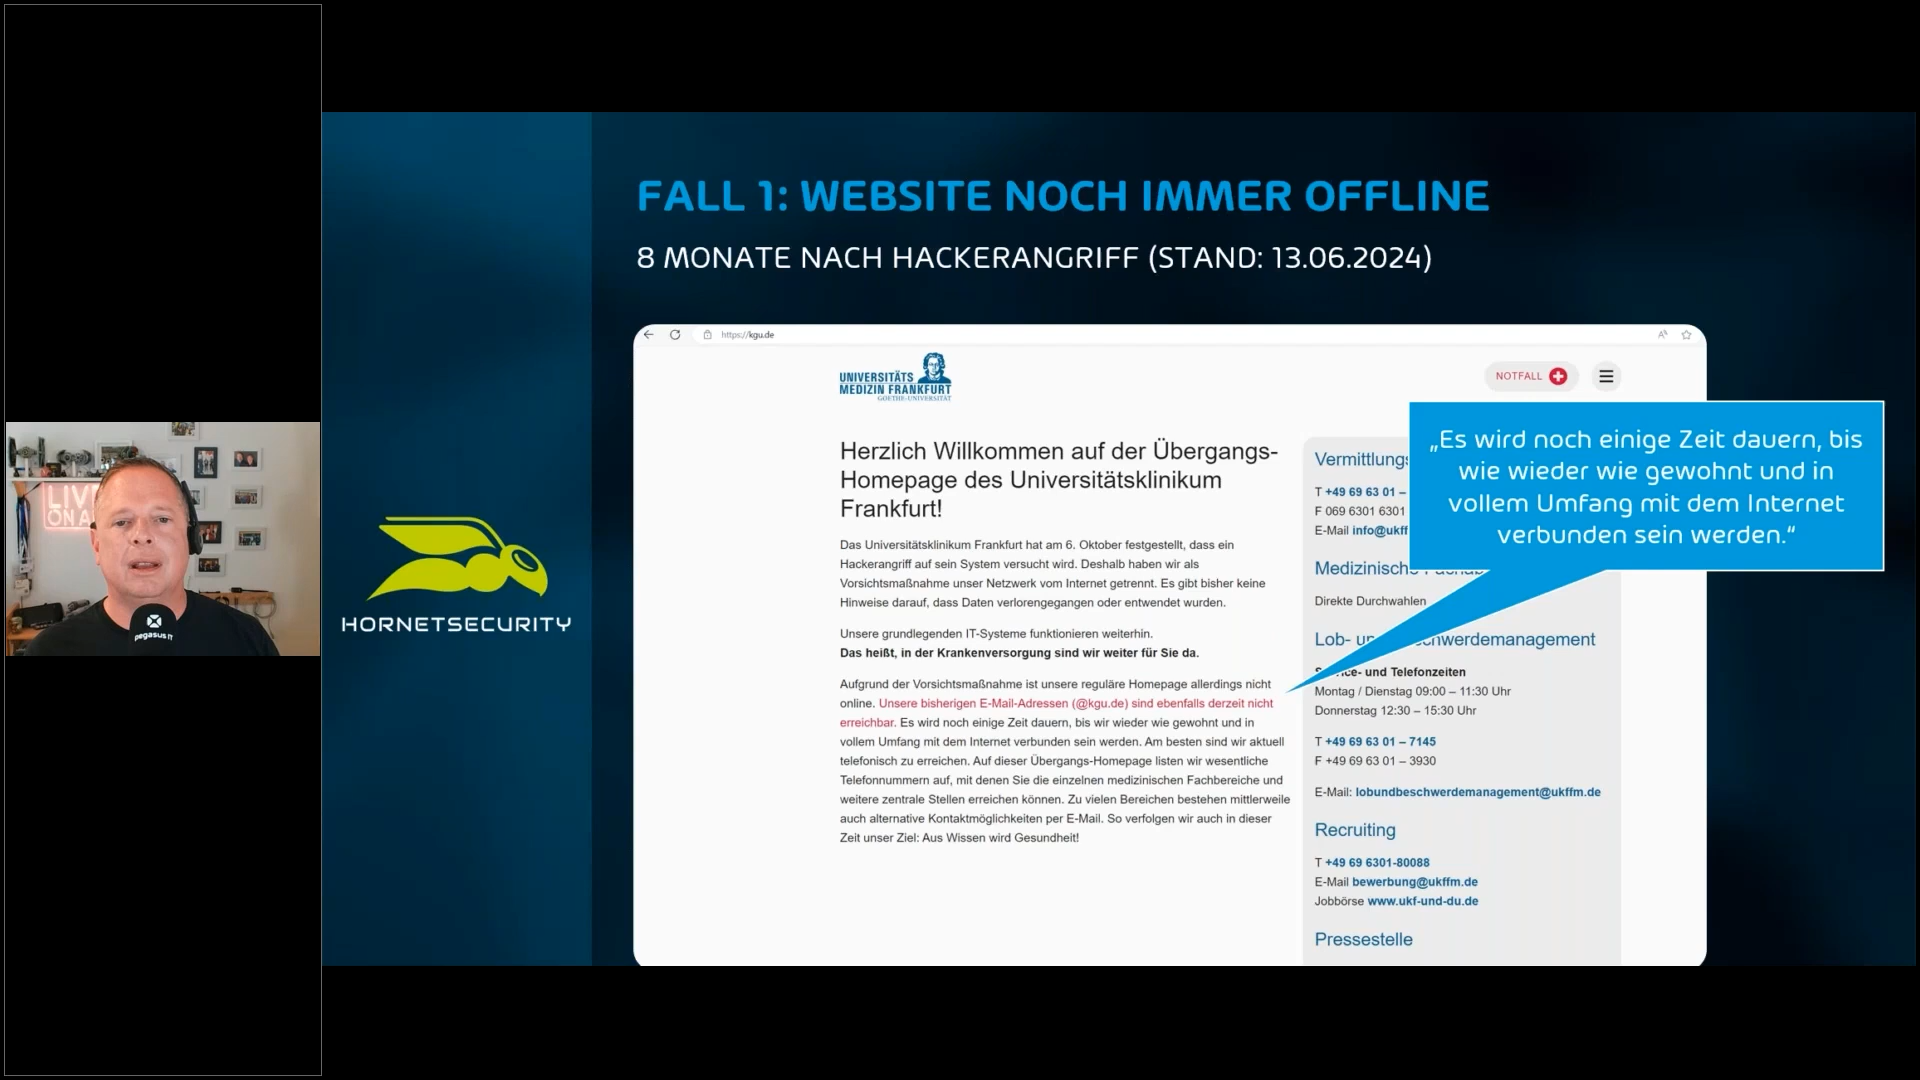 LIVE
ON A
pegasus IT
HORNETSECURITY
FALL 1: WEBSITE NOCH IMMER OFFLINE
8 MONATE NACH HACKERANGRIFF (STAND: 13.06.2024)
https://kgu.de
UNIVERSITÄTS
MEDIZIN FRANKFURT
GOETHE-UNIVERSITÄT
NOTFALL
Herzlich Willkommen auf der Übergangs-
Homepage des Universitätsklinikum
Frankfurt!
Das Universitätsklinikum Frankfurt hat am 6. Oktober festgestellt, dass ein
Hackerangriff auf sein System versucht wird. Deshalb haben wir als
Vorsichtsmaßnahme unser Netzwerk vom Internet getrennt. Es gibt bisher keine
Hinweise darauf, dass Daten verlorengegangen oder entwendet wurden.
Unsere grundlegenden IT-Systeme funktionieren weiterhin.
Das heißt, in der Krankenversorgung sind wir weiter für Sie da.
Aufgrund der Vorsichtsmaßnahme ist unsere reguläre Homepage allerdings nicht
online. Unsere bisherigen E-Mail-Adressen (@kgu.de) sind ebenfalls derzeit nicht
erreichbar. Es wird noch einige Zeit dauern, bis wir wieder wie gewohnt und in
vollem Umfang mit dem Internet verbunden sein werden. Am besten sind wir aktuell
telefonisch zu erreichen. Auf dieser Übergangs-Homepage listen wir wesentliche
Telefonnummern auf, mit denen Sie die einzelnen medizinischen Fachbereiche und
weitere zentrale Stellen erreichen können. Zu vielen Bereichen bestehen mittlerweile
auch alternative Kontaktmöglichkeiten per E-Mail. So verfolgen wir auch in dieser
Zeit unser Ziel: Aus Wissen wird Gesundheit!
„Es wird noch einige Zeit dauern, bis
wie wieder wie gewohnt und in
vollem Umfang mit dem Internet
verbunden sein werden.“
Vermittlungs
T +49 69 63 01 –
F 069 6301 6301
E-Mail info@ukff
Medizinische
Direkte Durchwahlen
Lob- un chwerdemanagement
ice- und Telefonzeiten
Montag / Dienstag 09:00 – 11:30 Uhr
Donnerstag 12:30 – 15:30 Uhr
T +49 69 63 01 – 7145
F +49 69 63 01 – 3930
E-Mail: lobundbeschwerdemanagement@ukffm.de
Recruiting
T +49 69 6301-80088
E-Mail bewerbung@ukffm.de
Jobbörse www.ukf-und-du.de
Pressestelle